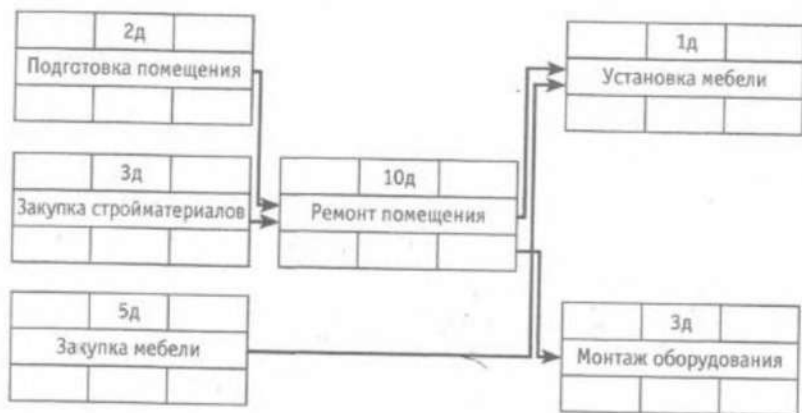 2д
Подготовка помещения
3д
Закупка стройматериалов
5д
Закупка мебели
10д
Ремонт помещения
1д
Установка мебели
3д
Монтаж оборудования